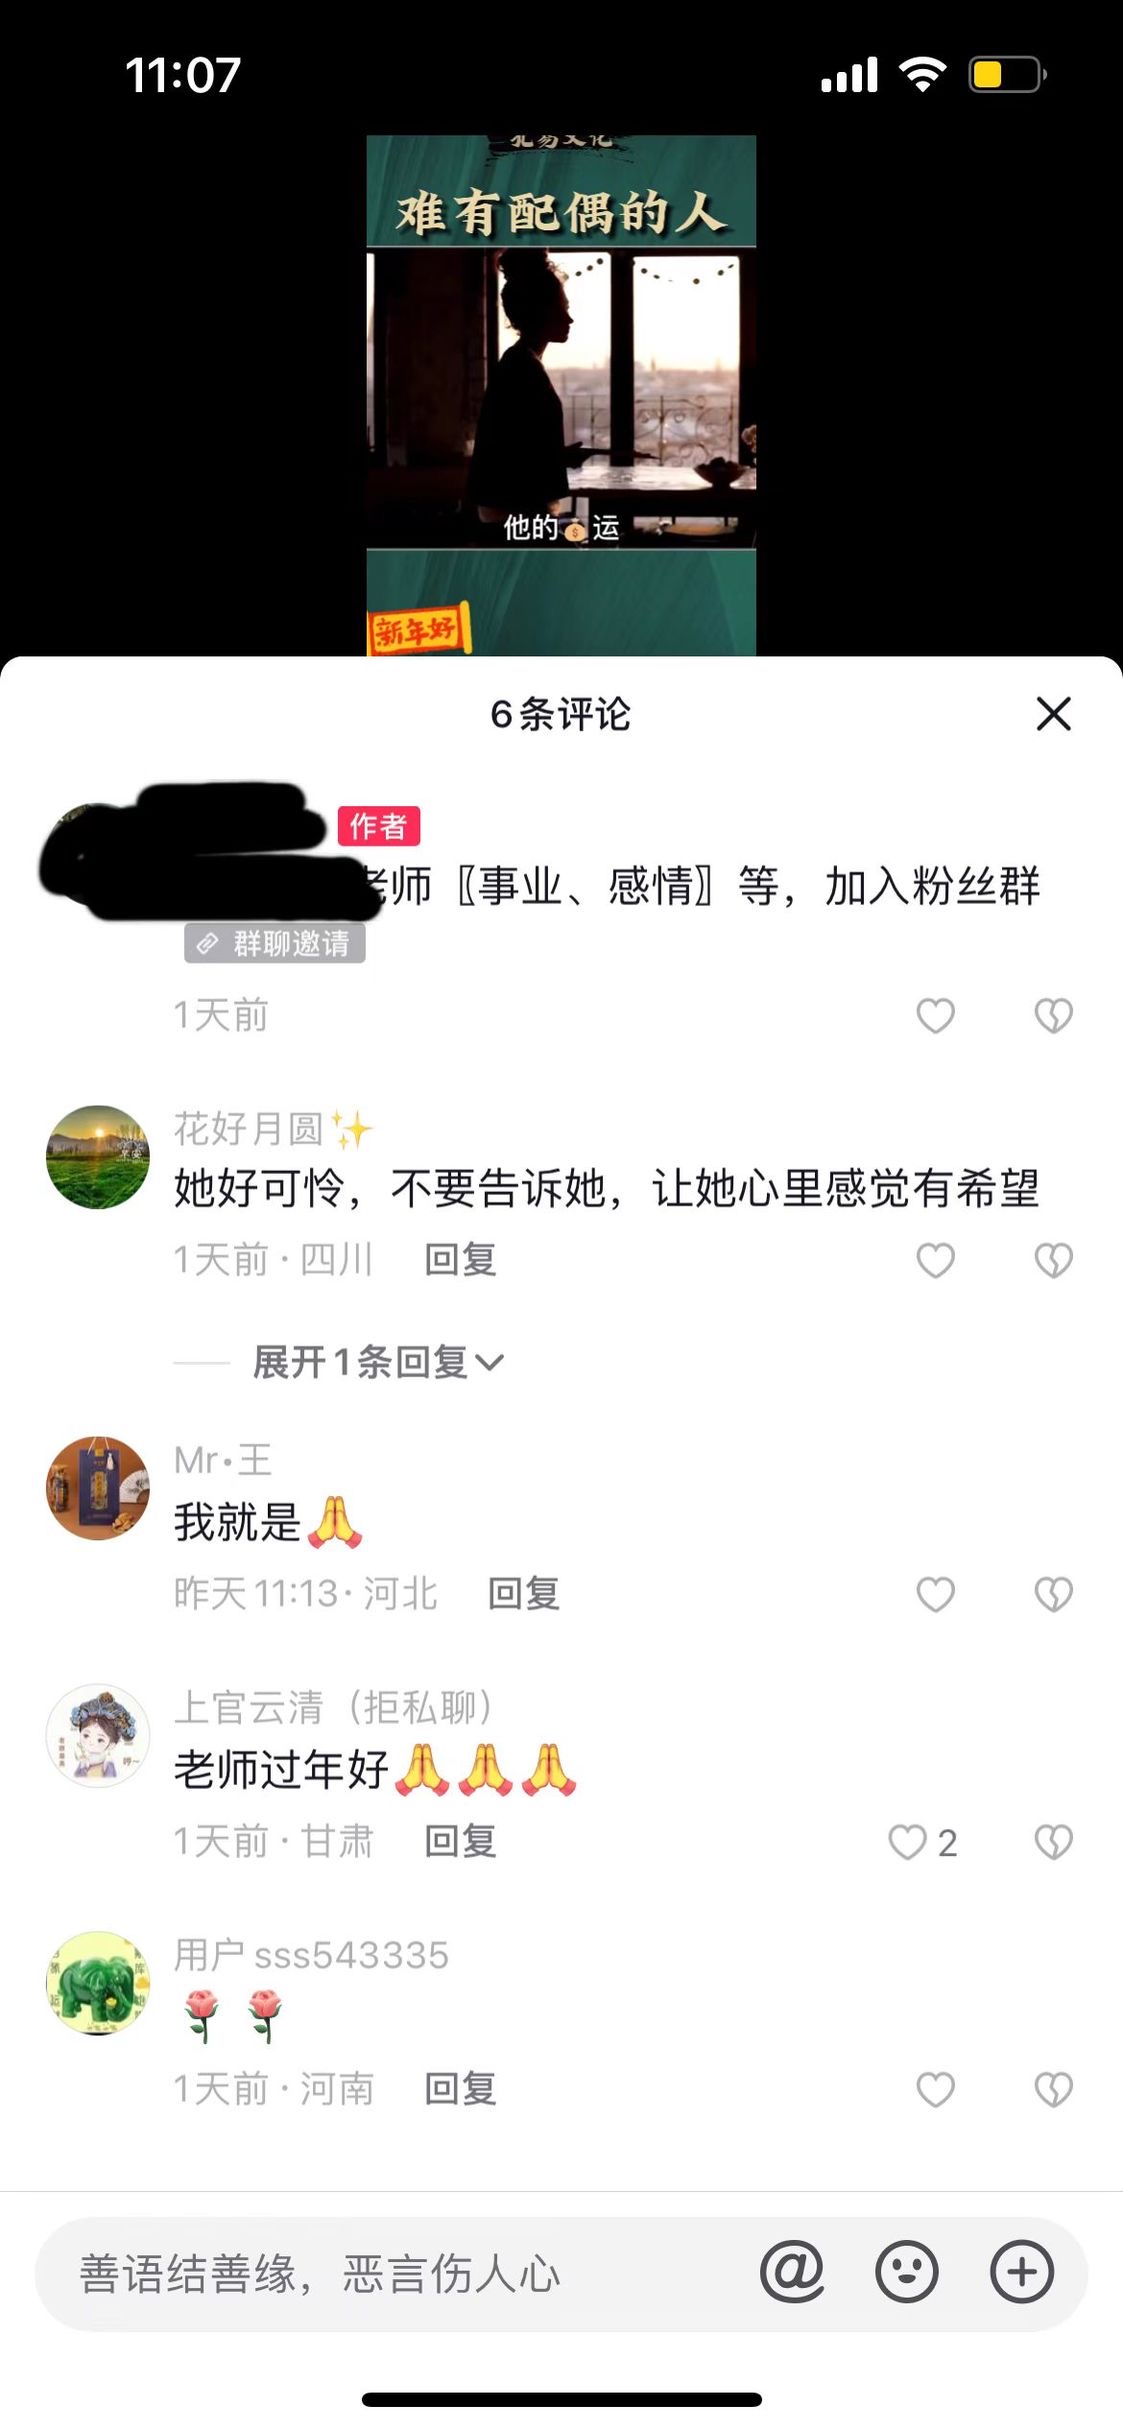 11:07
孔易文化
难有配偶的人
他的💰运
新年好
6条评论
作者
老师〖事业、感情〗等，加入粉丝群
群聊邀请
1天前
花好月圆✨
她好可怜，不要告诉她，让她心里感觉有希望
1天前·四川 回复
展开1条回复
Mr•王
我就是🙏
昨天11:13·河北 回复
上官云清（拒私聊）
老师过年好🙏🙏🙏
1天前·甘肃 回复
2
用户sss543335
🌹🌹
1天前·河南 回复
善语结善缘，恶言伤人心